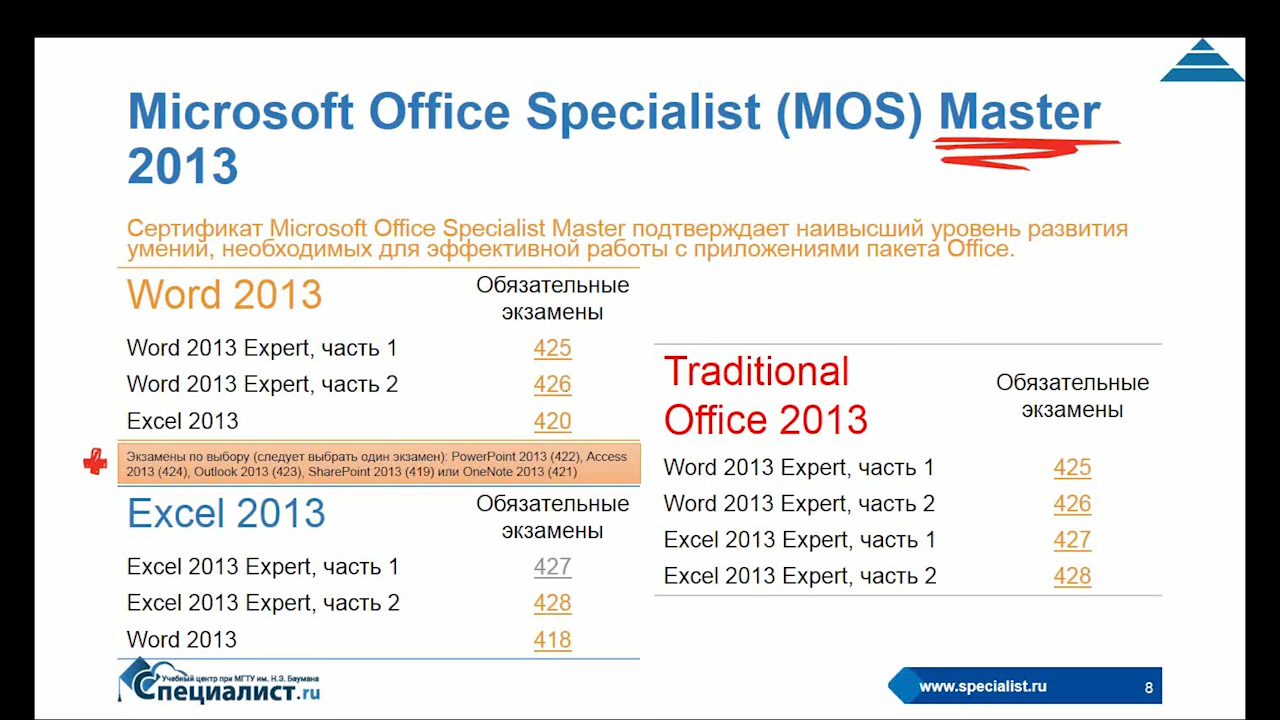 Microsoft Office Specialist (MOS) Master
2013
Сертификат Microsoft Office Specialist Master подтверждает наивысший уровень развития
умений, необходимых для эффективной работы с приложениями пакета Office.
Word 2013
Обязательные
экзамены
Word 2013 Expert, часть 1 425
Word 2013 Expert, часть 2 426
Excel 2013 420
Экзамены по выбору (следует выбрать один экзамен): PowerPoint 2013 (422), Access
2013 (424), Outlook 2013 (423), SharePoint 2013 (419) или OneNote 2013 (421)
Excel 2013
Обязательные
экзамены
Excel 2013 Expert, часть 1 427
Excel 2013 Expert, часть 2 428
Word 2013 418
Traditional
Office 2013
Обязательные
экзамены
Word 2013 Expert, часть 1 425
Word 2013 Expert, часть 2 426
Excel 2013 Expert, часть 1 427
Excel 2013 Expert, часть 2 428
Учебный центр при МГТУ им. Н.Э. Баумана
Специалист.ru
www.specialist.ru
8